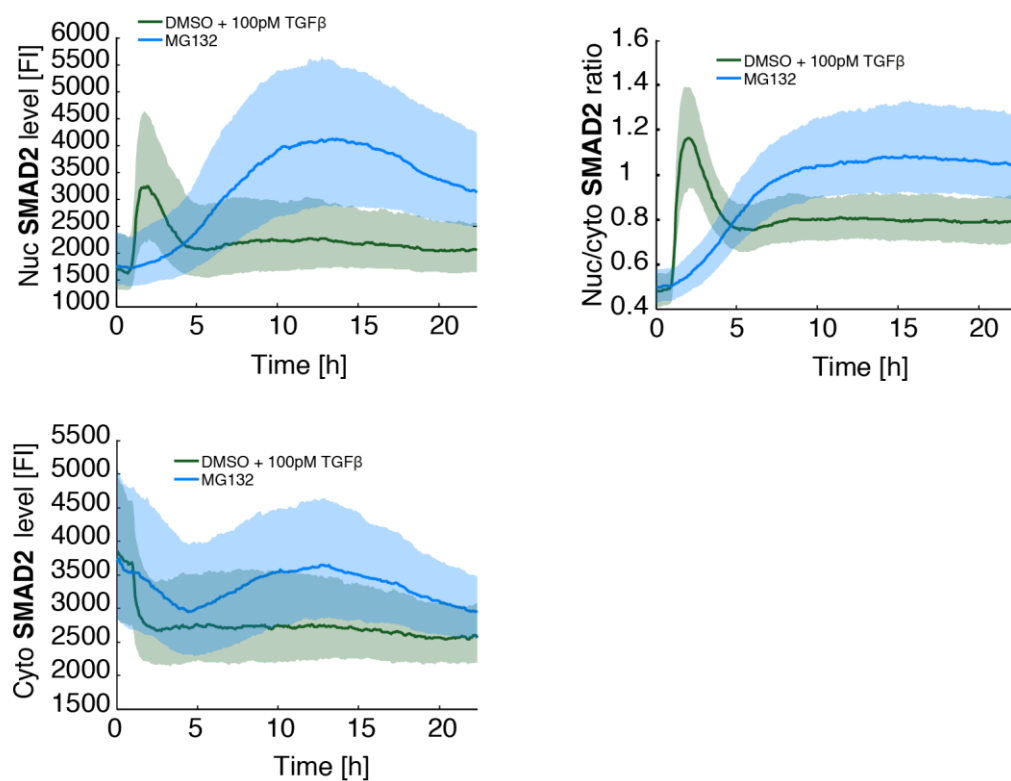 DMSO + 100pM TGFβ
MG132
Nuc SMAD2 level [FI]
6000
5500
5000
4500
4000
3500
3000
2500
2000
1500
1000
0 5 10 15 20
Time [h]
DMSO + 100pM TGFβ
MG132
Nuc/cyto SMAD2 ratio
1.6
1.4
1.2
1
0.8
0.6
0.4
0 5 10 15 20
Time [h]
DMSO + 100pM TGFβ
MG132
Cyto SMAD2 level [FI]
5500
5000
4500
4000
3500
3000
2500
2000
1500
0 5 10 15 20
Time [h]